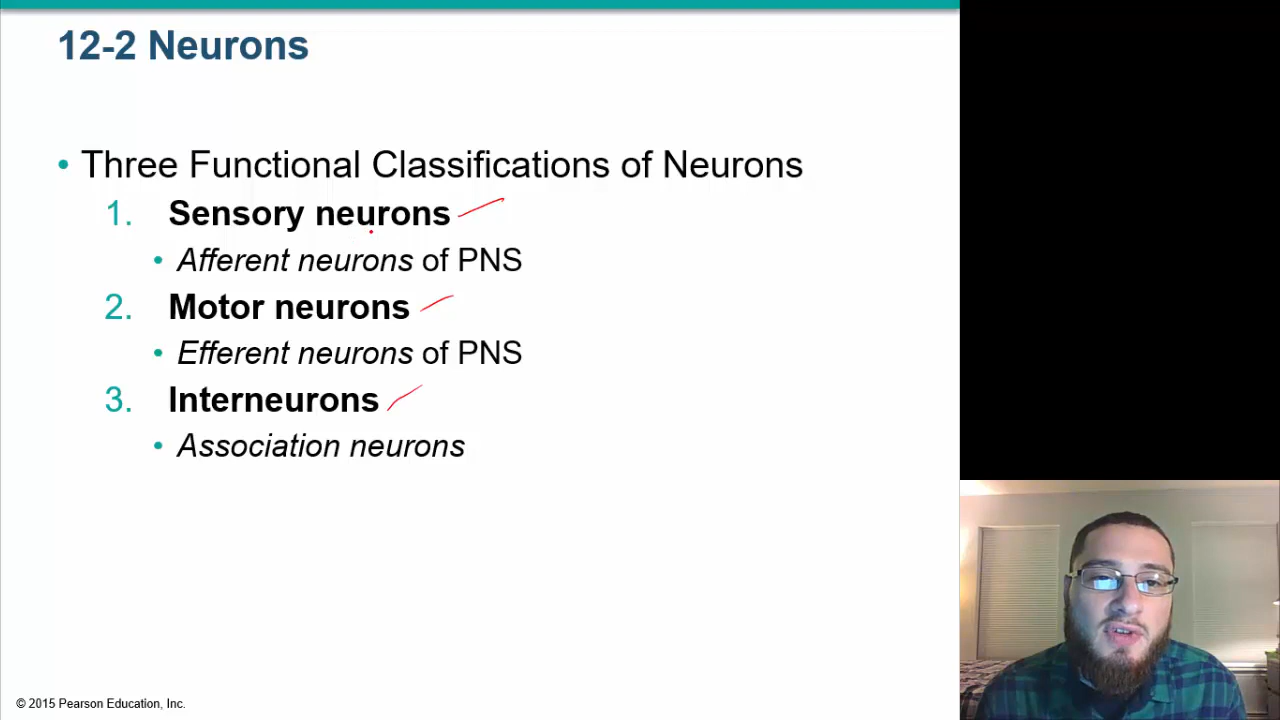 12-2 Neurons
• Three Functional Classifications of Neurons
1. Sensory neurons
• Afferent neurons of PNS
2. Motor neurons
• Efferent neurons of PNS
3. Interneurons
• Association neurons
© 2015 Pearson Education, Inc.